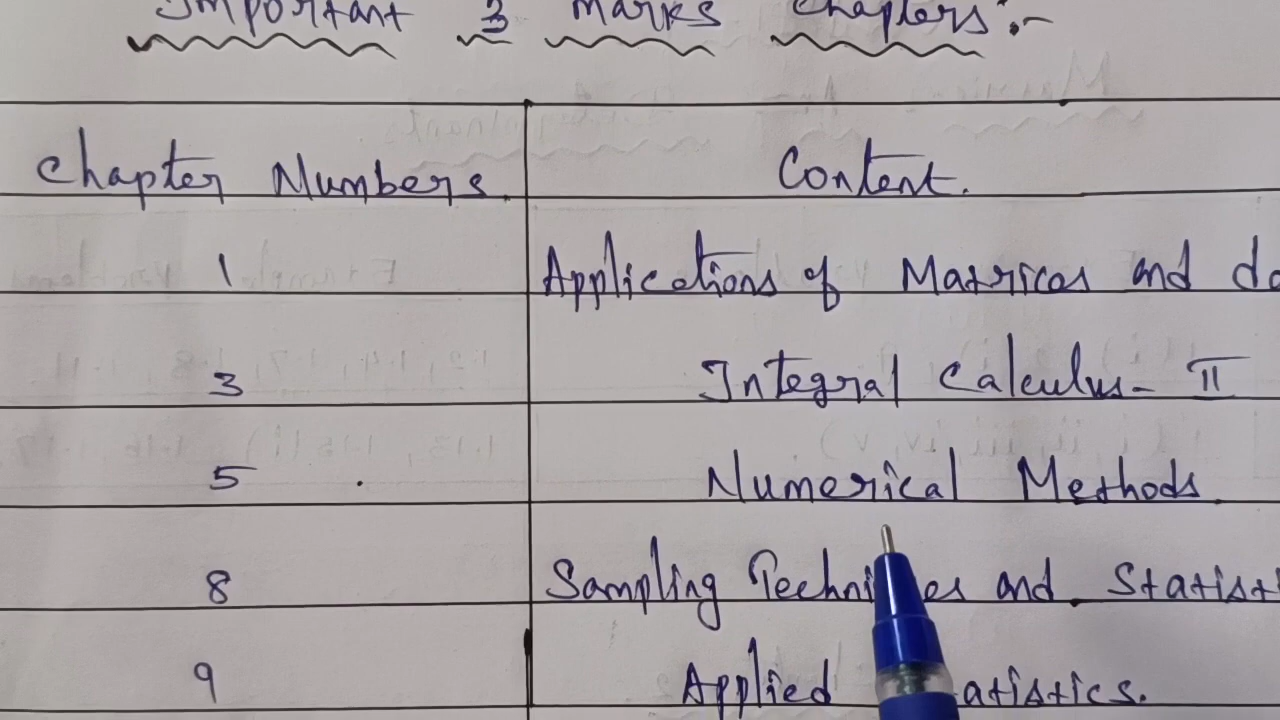 Important 3 marks chapters:-
Chapter Numbers. Content.
1 Applications of Matrices and
3 Integral Calculus- II
5 Numerical Methods.
8 Sampling and
9 Applied